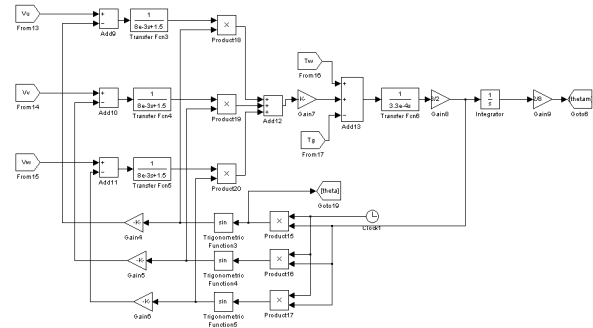 Vu
From13
Add9
1
8e-3s+1.5
Transfer Fcn3
×
Product18
Vv
From14
Add10
1
8e-3s+1.5
Transfer Fcn4
×
Product19
Add12
-K-
Gain7
Tw
From16
Add13
Tg
From17
1
3.3e-4s
Transfer Fcn6
8/2
Gain8
1
s
Integrator
2/8
Gain9
[thetam]
Goto6
Vw
From15
Add11
1
8e-3s+1.5
Transfer Fcn5
×
Product20
[theta]
Goto19
-K-
Gain4
sin
Trigonometric
Function3
×
Product15
Clock1
-K-
Gain5
sin
Trigonometric
Function4
×
Product16
-K-
Gain6
sin
Trigonometric
Function5
×
Product17